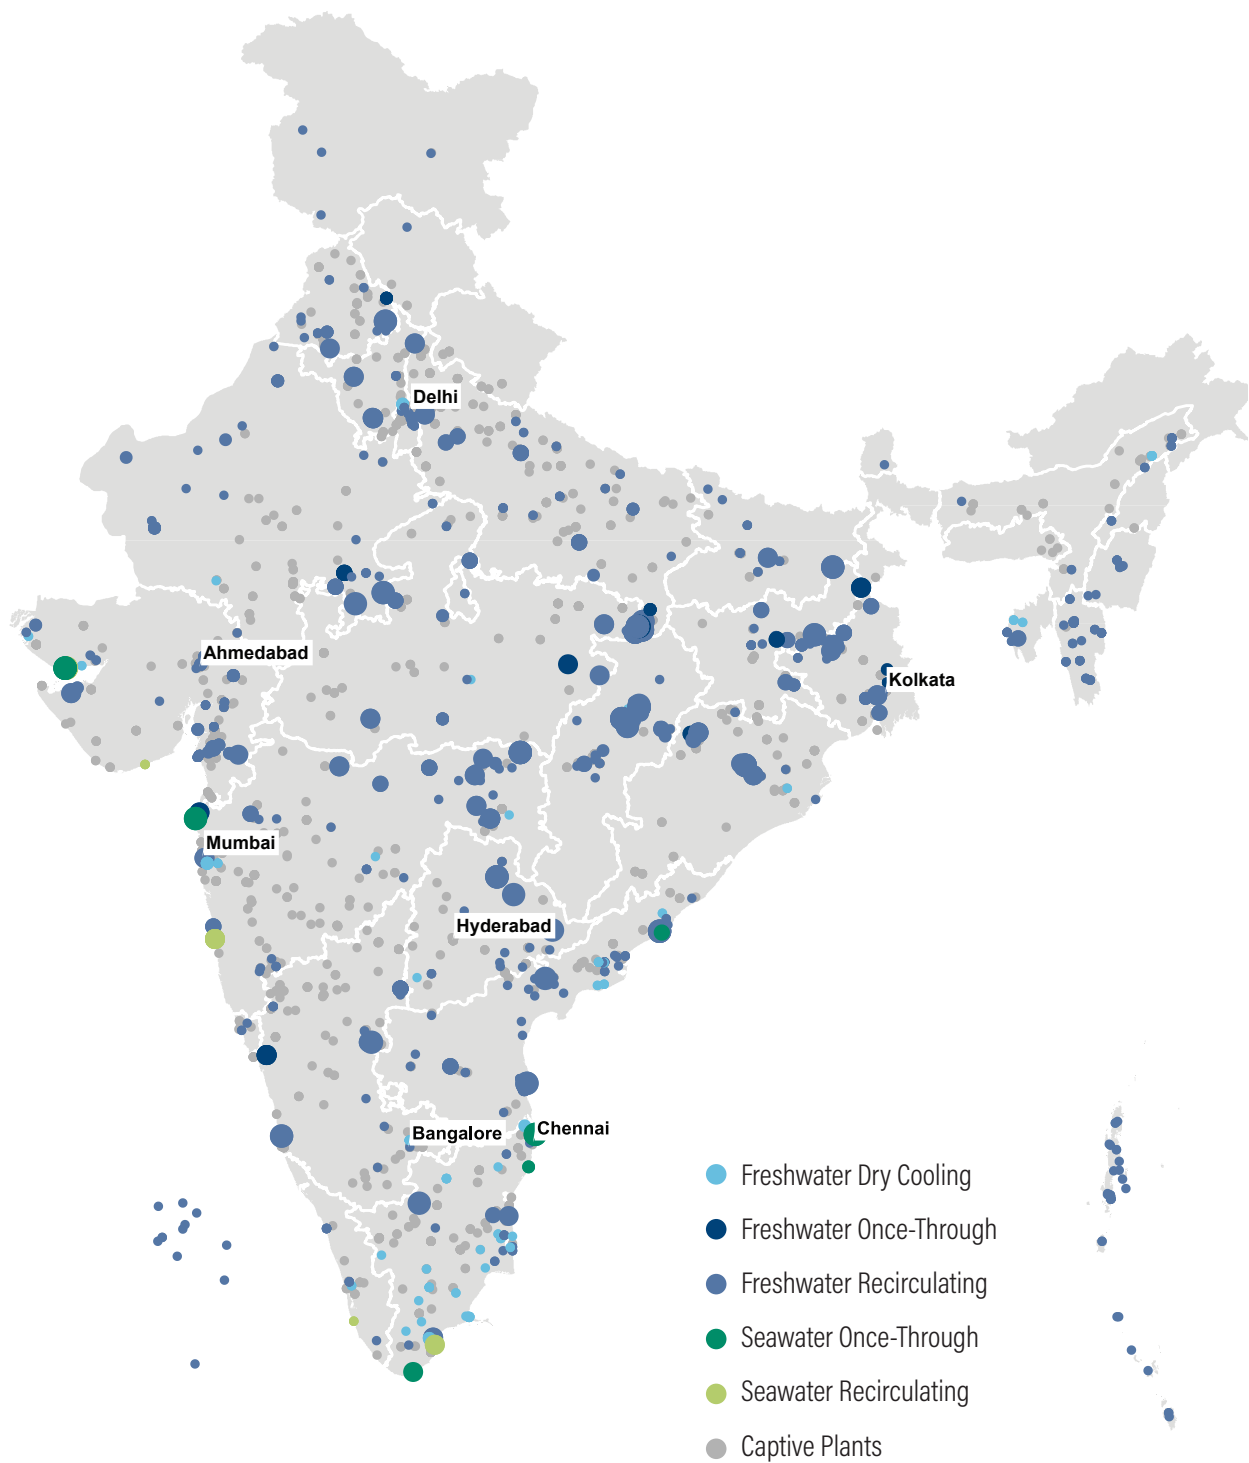 Delhi
Ahmedabad
Kolkata
Mumbai
Hyderabad
Bangalore
Chennai
Freshwater Dry Cooling
Freshwater Once-Through
Freshwater Recirculating
Seawater Once-Through
Seawater Recirculating
Captive Plants